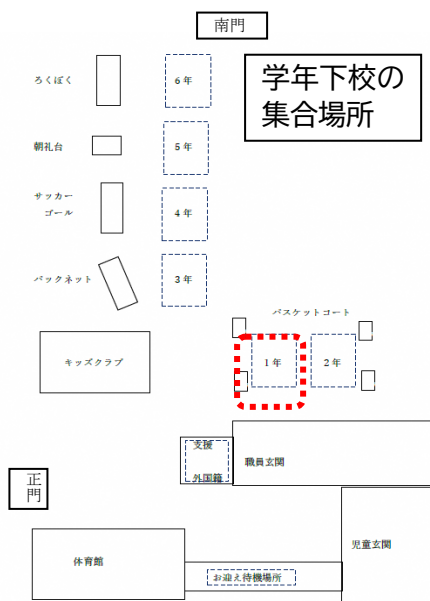 南門
学年下校の
集合場所
ろくぼく
6年
朝礼台
5年
サッカー
ゴール
4年
バックネット
3年
バスケットコート
キッズクラブ
1年
2年
支援
外国籍
職員玄関
正門
児童玄関
体育館
お迎え待機場所